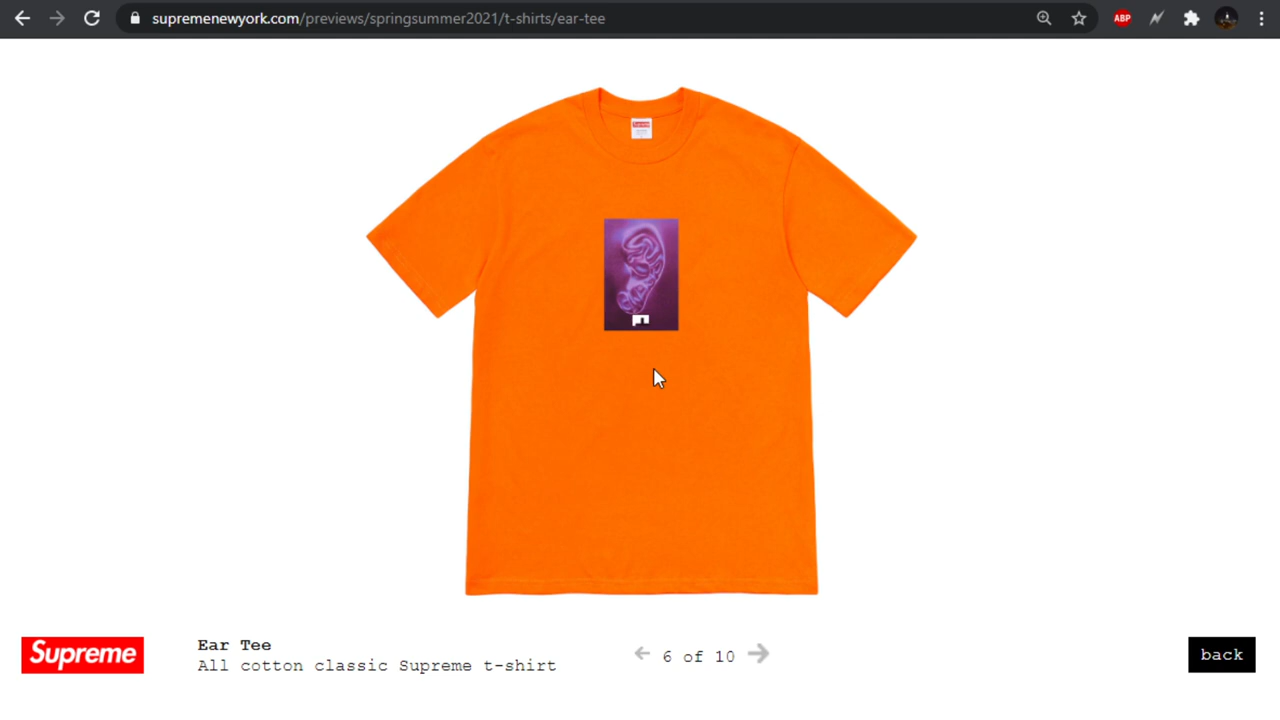 supremenewyork.com/previews/springsummer2021/t-shirts/ear-tee
ABP
Supreme
Supreme
Ear Tee
All cotton classic Supreme t-shirt
6 of 10
back